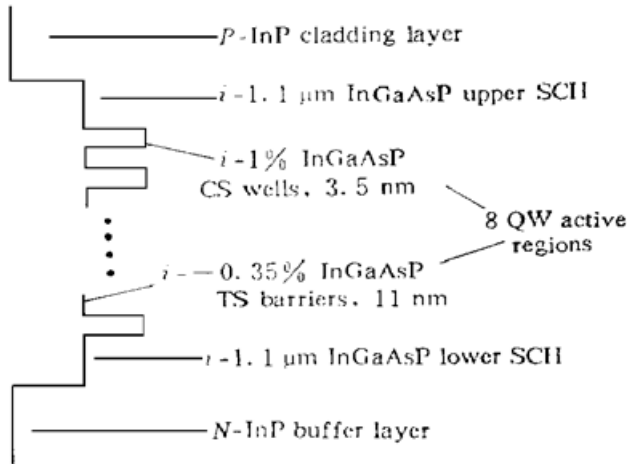 P-InP cladding layer
i-1.1 μm InGaAsP upper SCH
i-1% InGaAsP
CS wells, 3.5 nm
8 QW active
regions
i-−0.35% InGaAsP
TS barriers, 11 nm
i-1.1 μm InGaAsP lower SCH
N-InP buffer layer